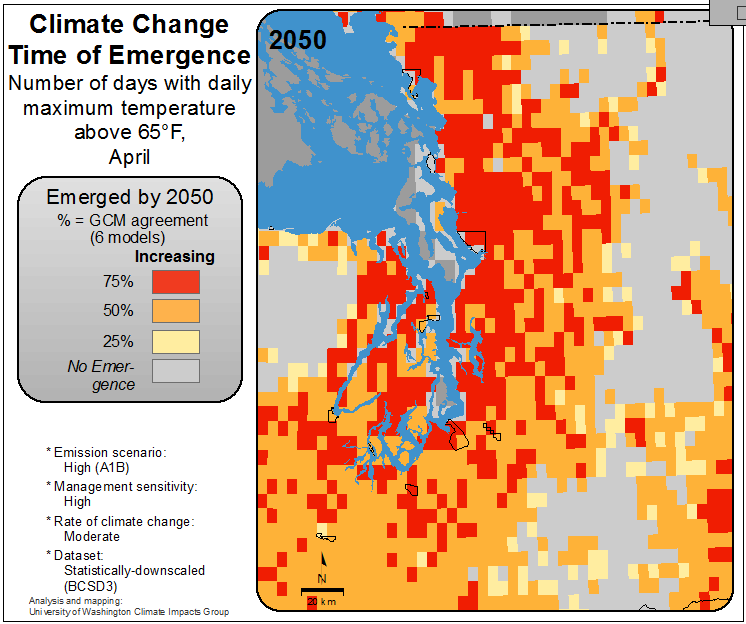 Climate Change
Time of Emergence
Number of days with daily
maximum temperature
above 65°F,
April
Emerged by 2050
% = GCM agreement
(6 models)
Increasing
75%
50%
25%
No Emer-
gence
* Emission scenario:
High (A1B)
* Management sensitivity:
High
* Rate of climate change:
Moderate
* Dataset:
Statistically-downscaled
(BCSD3)
Analysis and mapping:
University of Washington Climate Impacts Group
2050
N
20 km